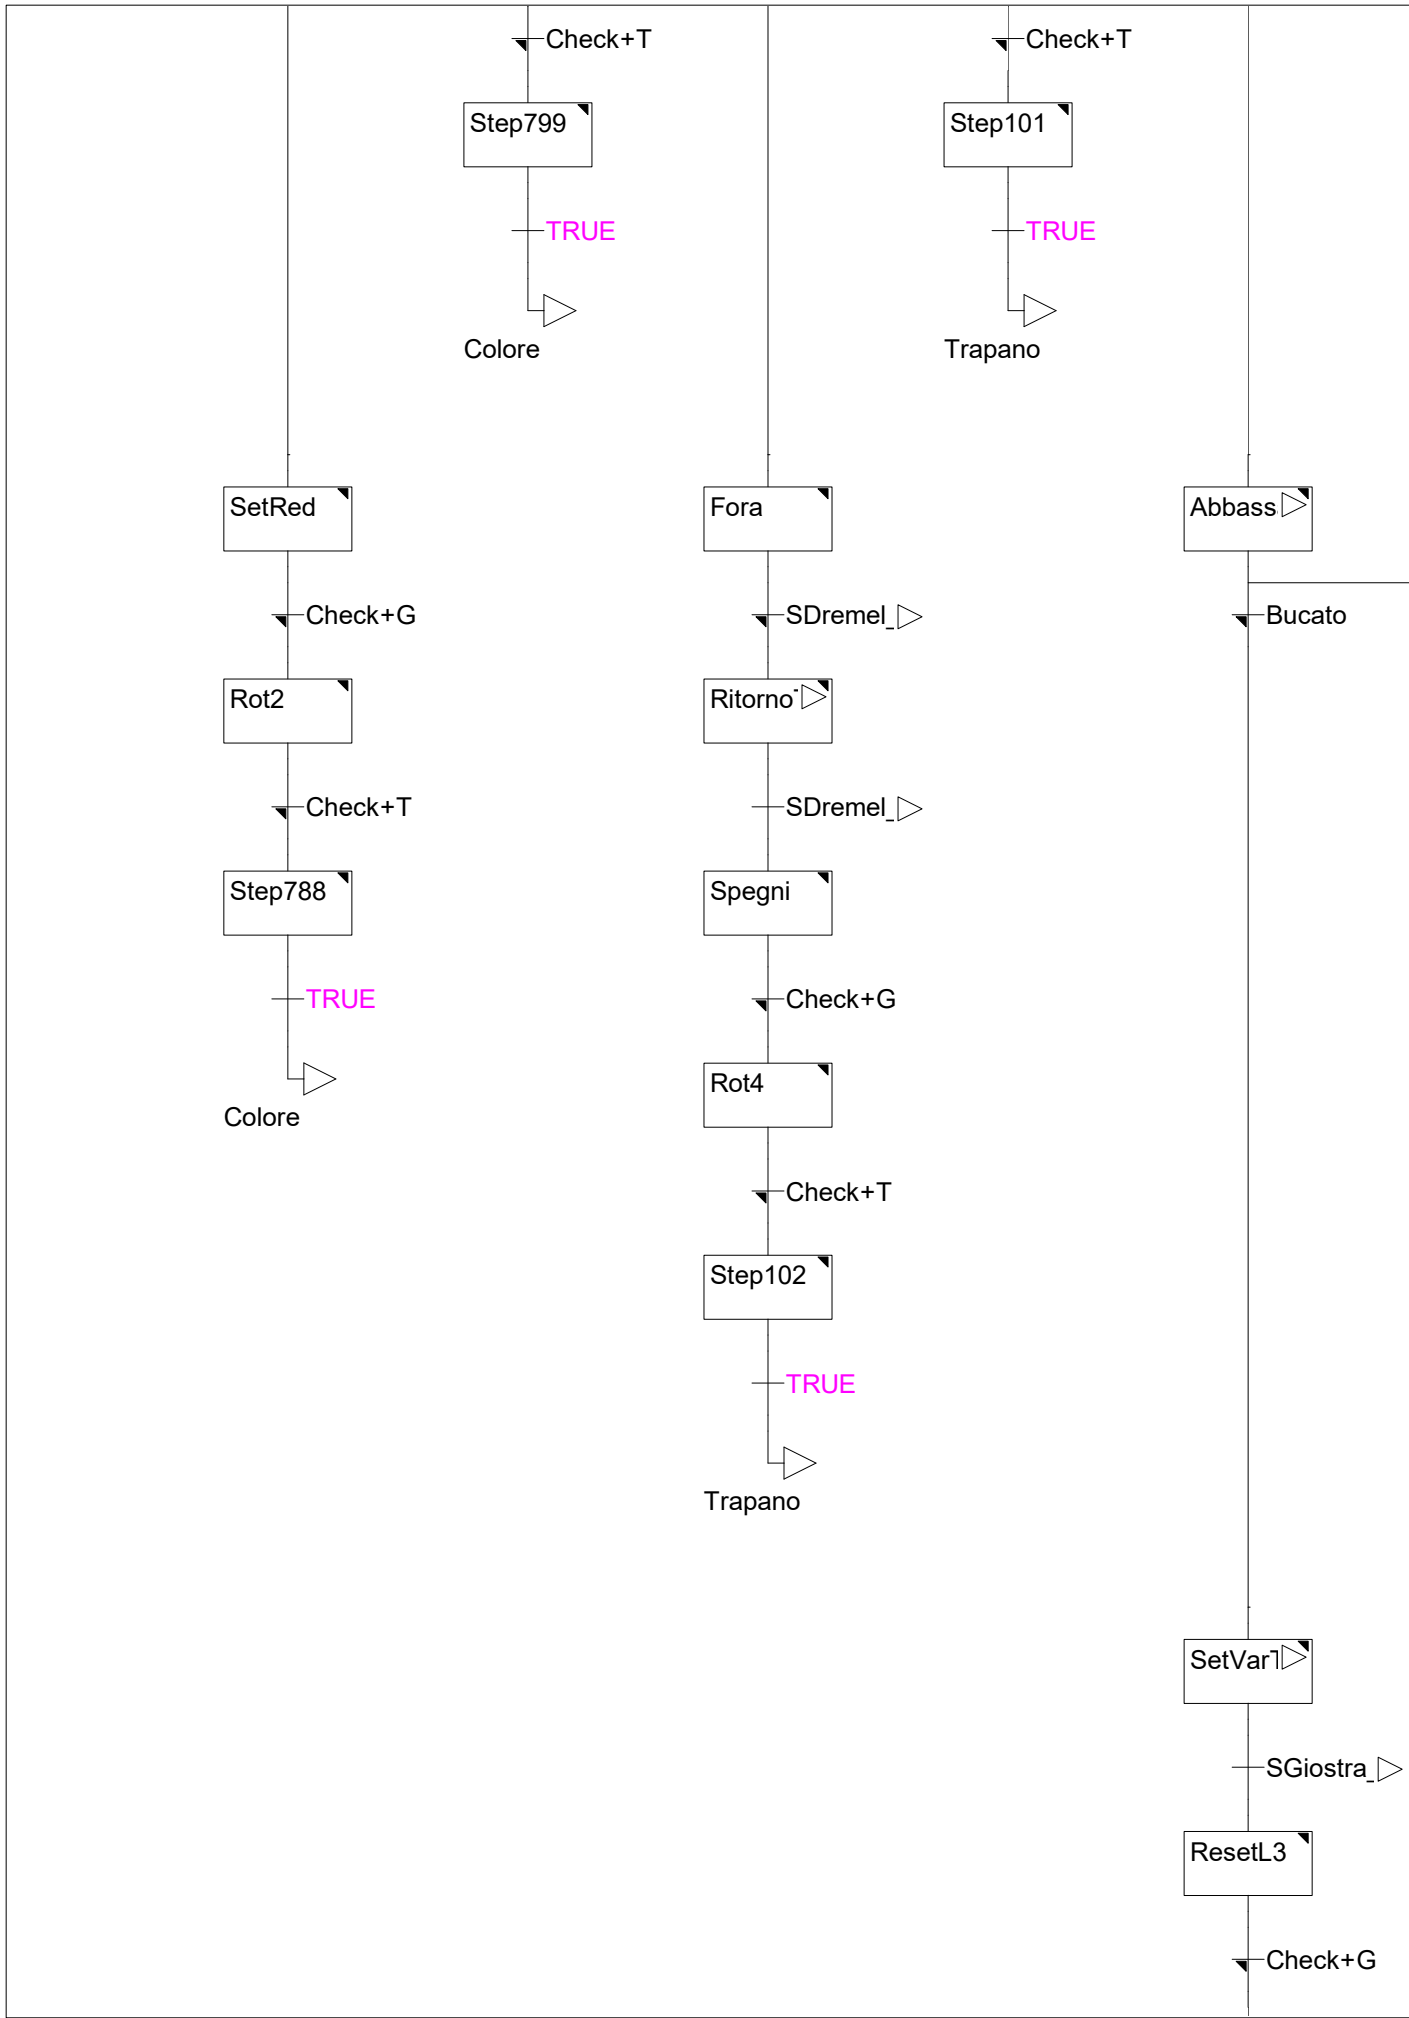 Check+T
Check+T
Step799
Step101
TRUE
TRUE
Colore
Trapano
SetRed
Fora
Abbass
Check+G
SDremel_
Bucato
Rot2
Ritorno
Check+T
SDremel_
Step788
Spegni
TRUE
Check+G
Rot4
Colore
Check+T
Step102
TRUE
Trapano
SetVarT
SGiostra_
ResetL3
Check+G